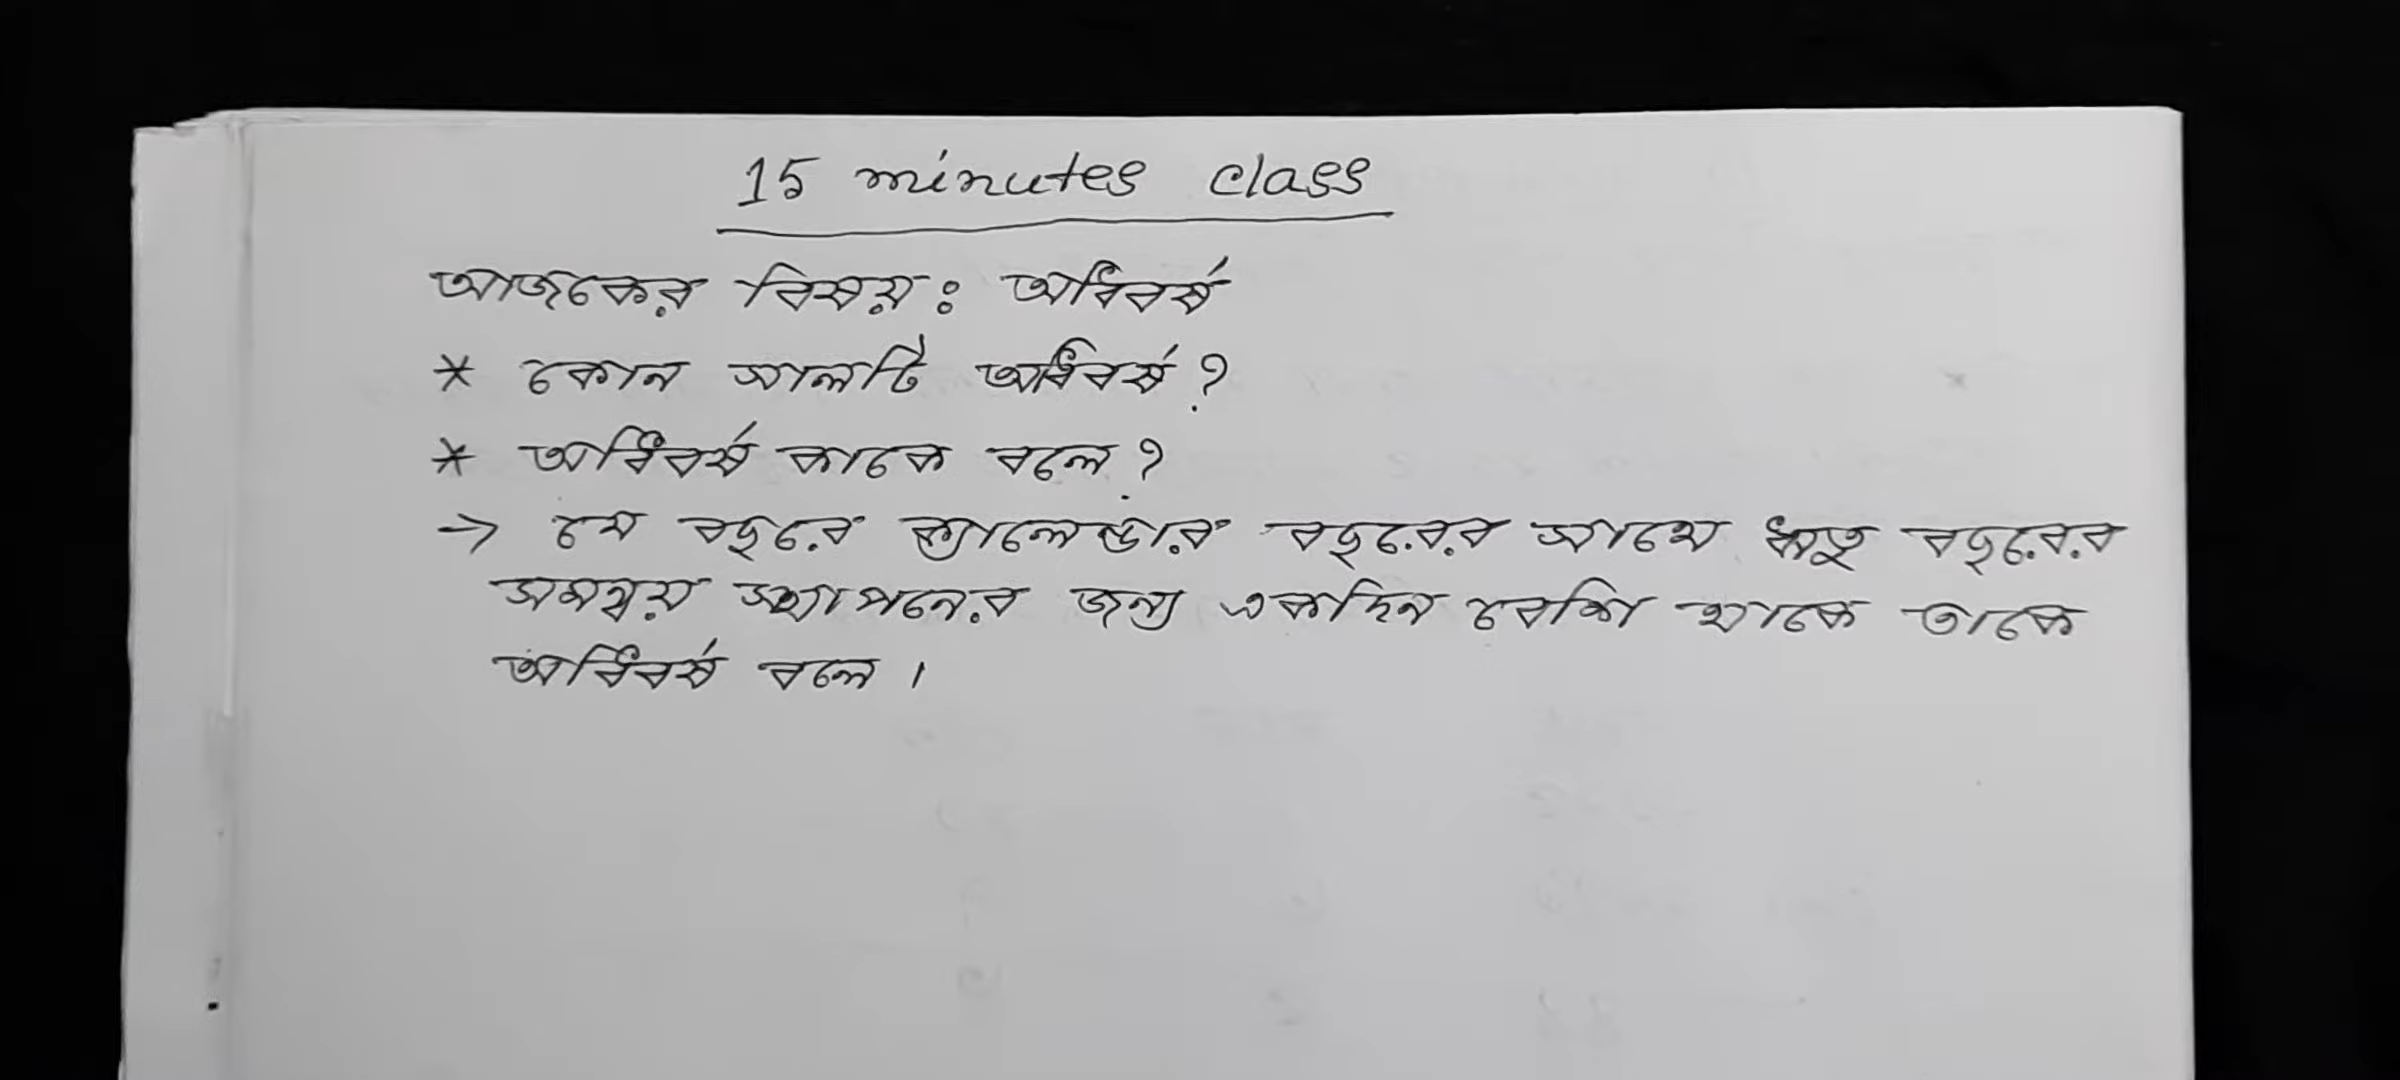 15 minutes class
আজকের বিষয়: অধিবর্ষ
* কোন সালটি অধিবর্ষ?
* অধিবর্ষ কাকে বলে?
→ যে বছরে ক্যালেন্ডার বছরের সাথে ঋতু বছরের
সমন্বয় স্থাপনের জন্য একদিন বেশি থাকে তাকে
অধিবর্ষ বলে।